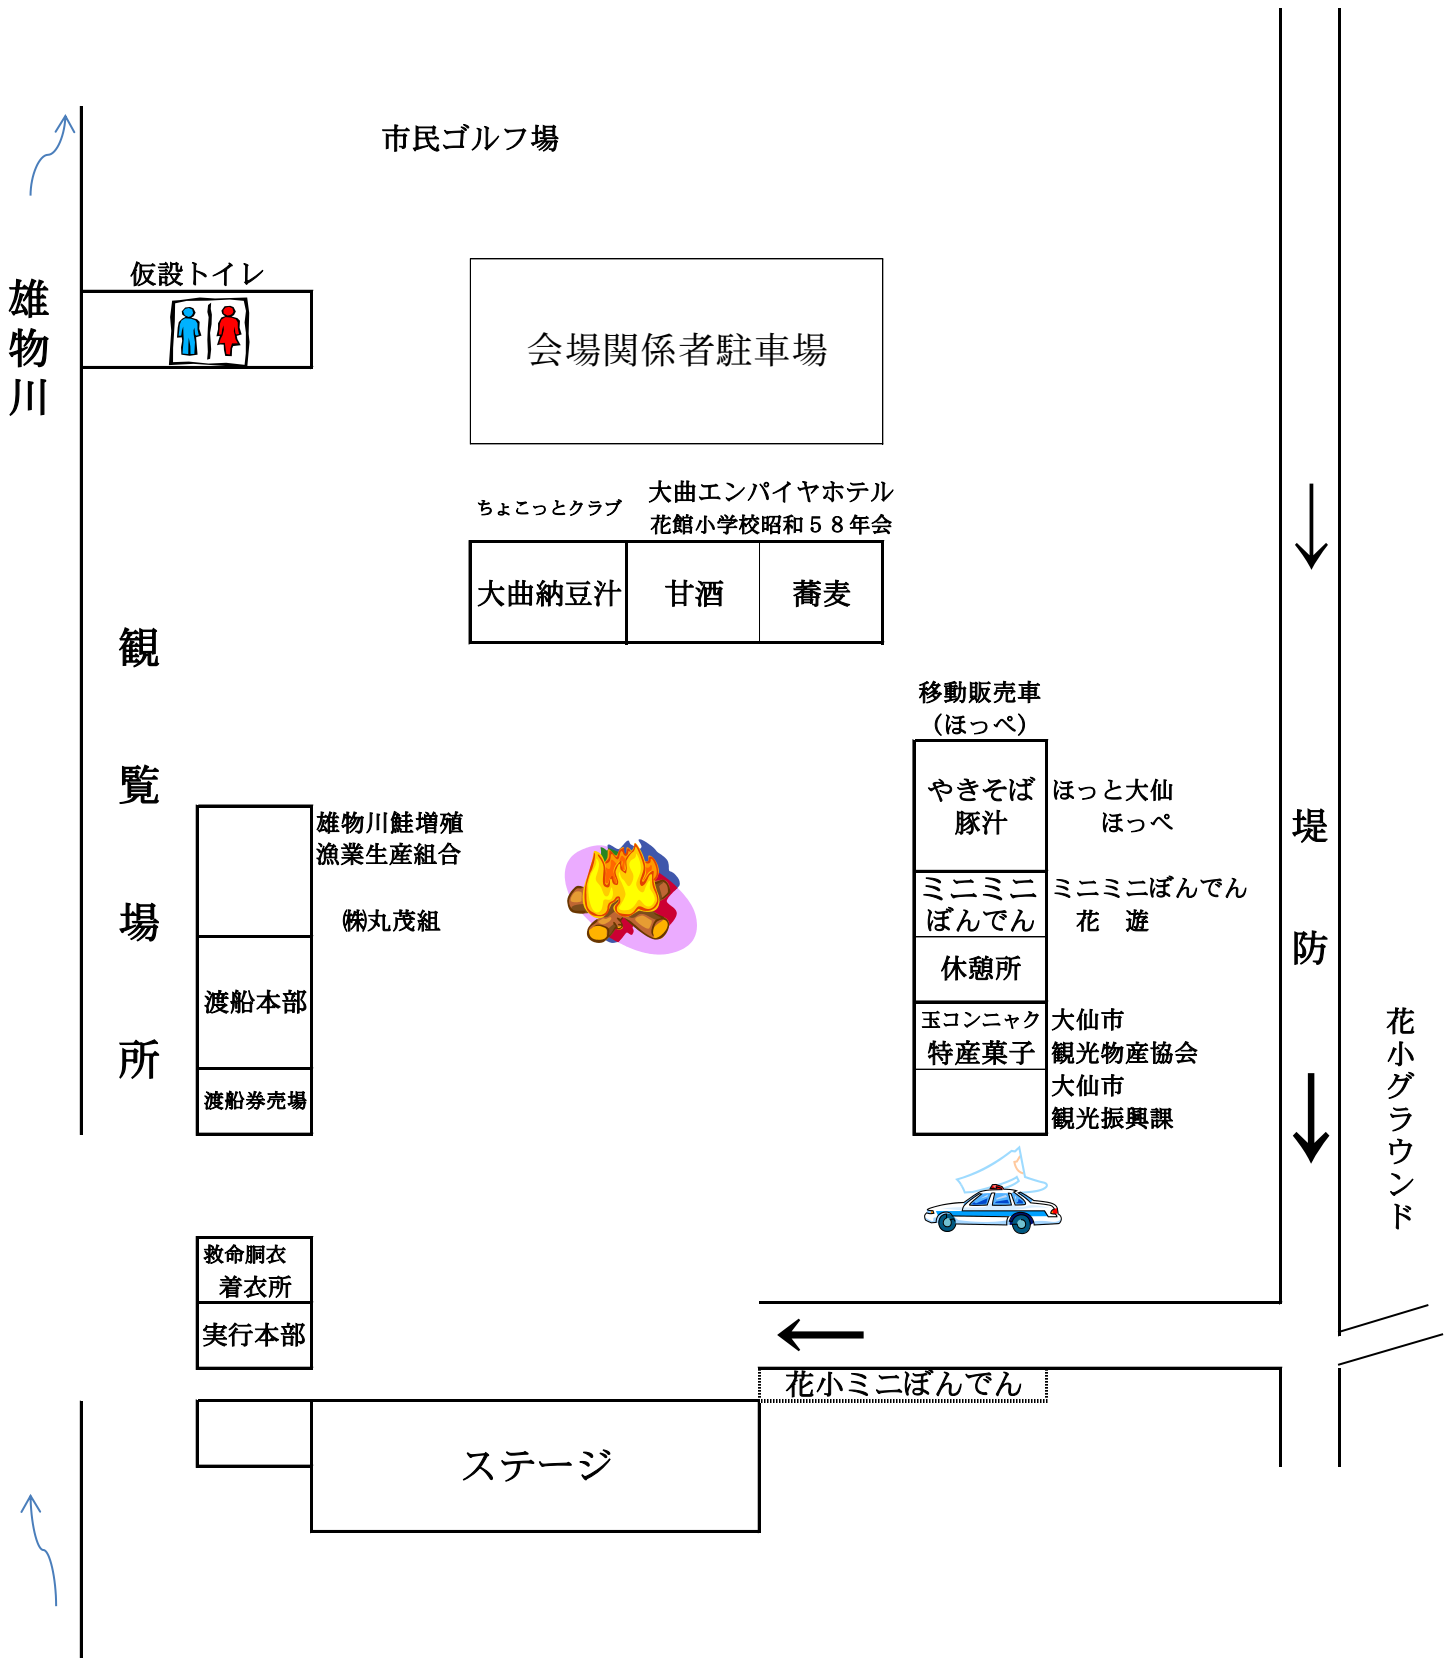 市民ゴルフ場
雄物川
仮設トイレ
会場関係者駐車場
ちょこっとクラブ
大曲エンパイヤホテル
花館小学校昭和５８年会
大曲納豆汁
甘酒
蕎麦
観覧場所
移動販売車
（ほっぺ）
やきそば
豚汁
ほっと大仙
ほっぺ
ミニミニ
ぼんでん
ミニミニぼんでん
花　遊
休憩所
玉コンニャク
特産菓子
大仙市
観光物産協会
大仙市
観光振興課
雄物川鮭増殖
漁業生産組合
㈱丸茂組
渡船本部
渡船券売場
堤防
花小グラウンド
救命胴衣
着衣所
実行本部
花小ミニぼんでん
ステージ